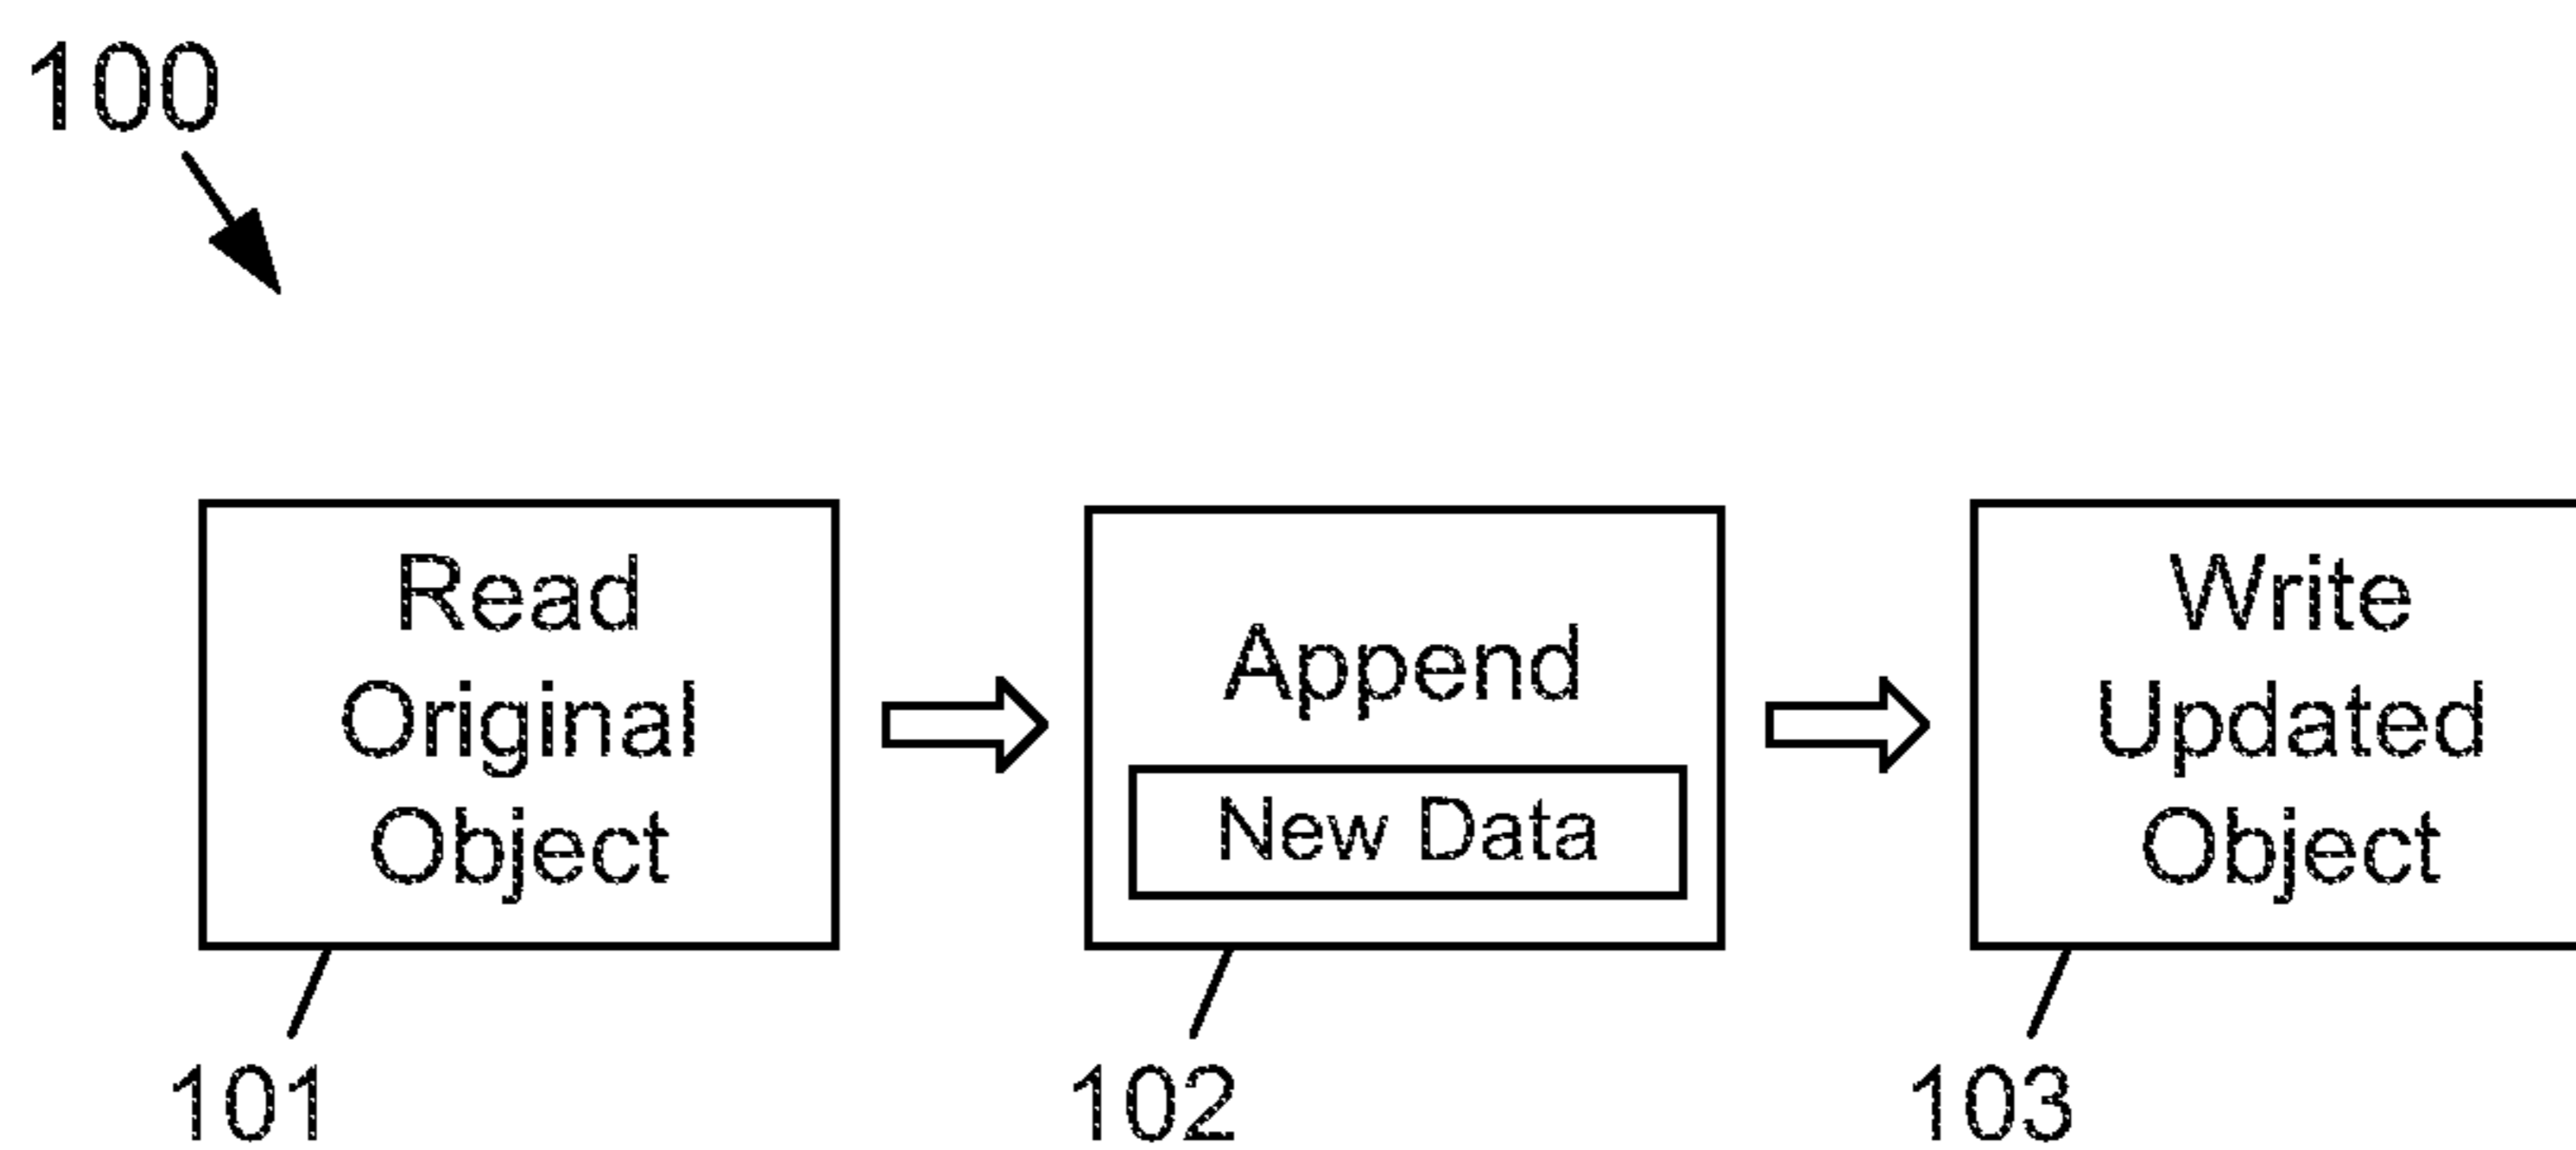 100
Read
Original
Object
Append
New Data
Write
Updated
Object
101
102
103